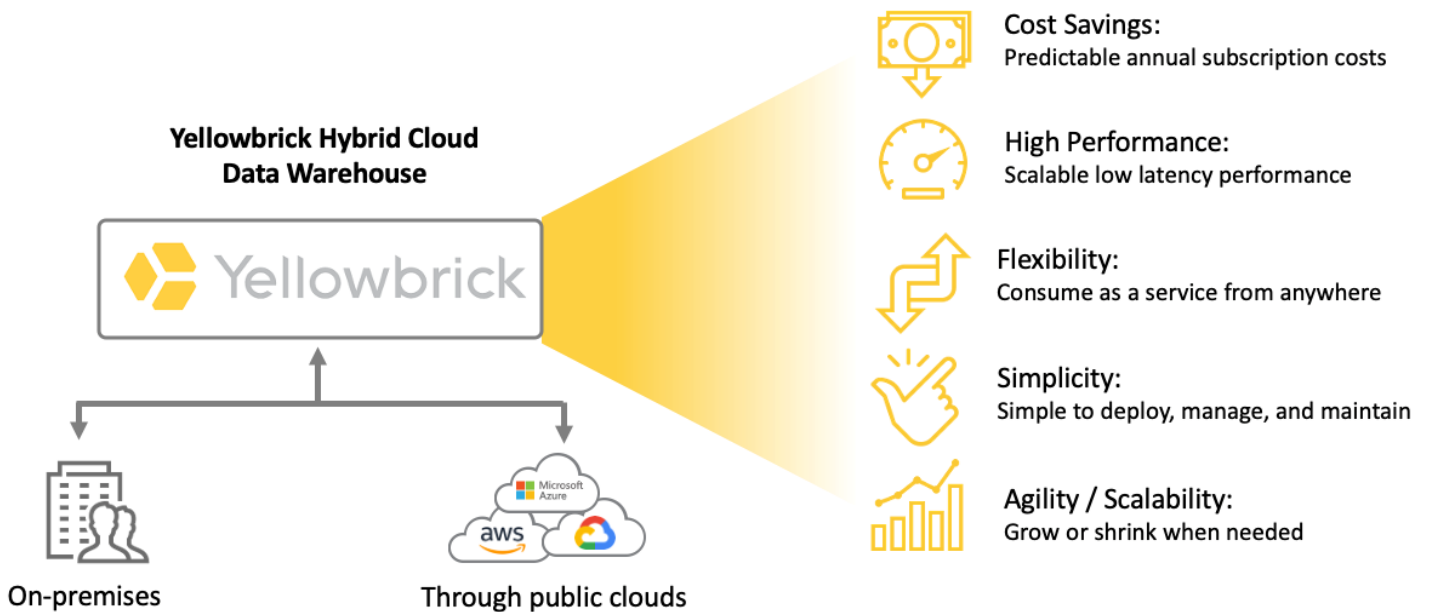 Yellowbrick Hybrid Cloud
Data Warehouse
Yellowbrick
On-premises
Microsoft
Azure
aws
Through public clouds
Cost Savings:
Predictable annual subscription costs
High Performance:
Scalable low latency performance
Flexibility:
Consume as a service from anywhere
Simplicity:
Simple to deploy, manage, and maintain
Agility / Scalability:
Grow or shrink when needed